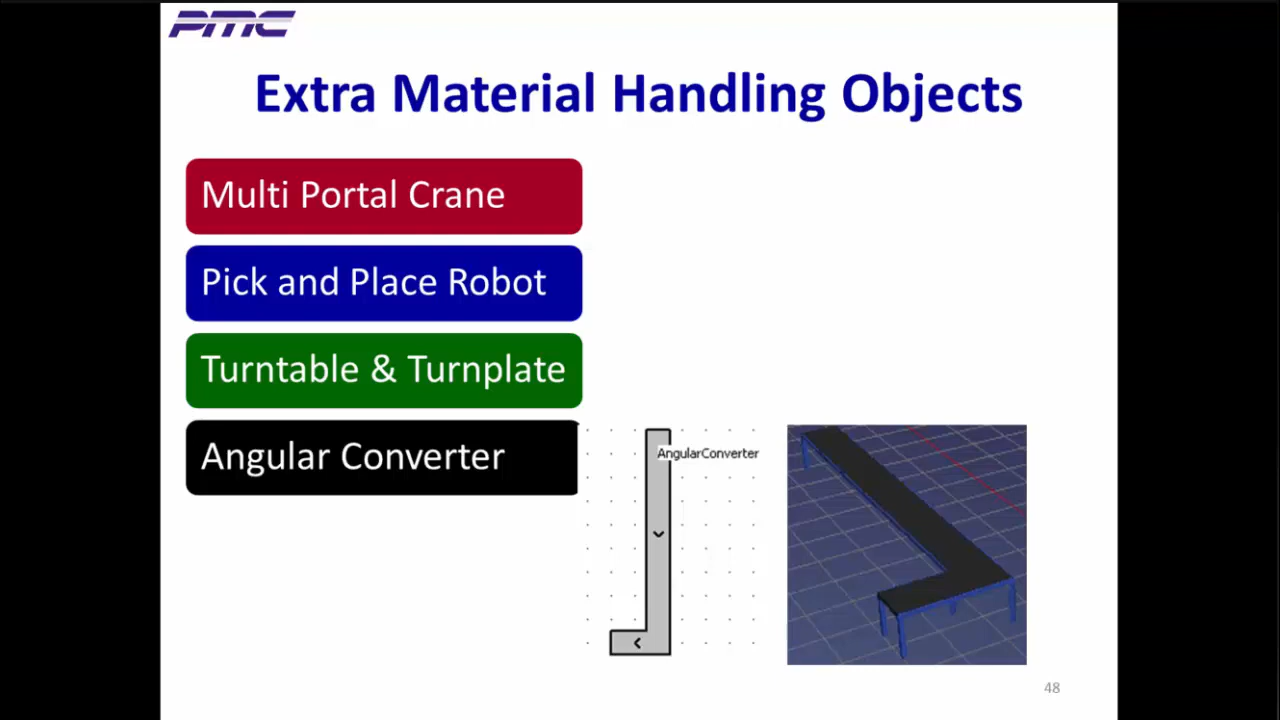 PMC
Extra Material Handling Objects
Multi Portal Crane
Pick and Place Robot
Turntable & Turnplate
Angular Converter
AngularConverter
48